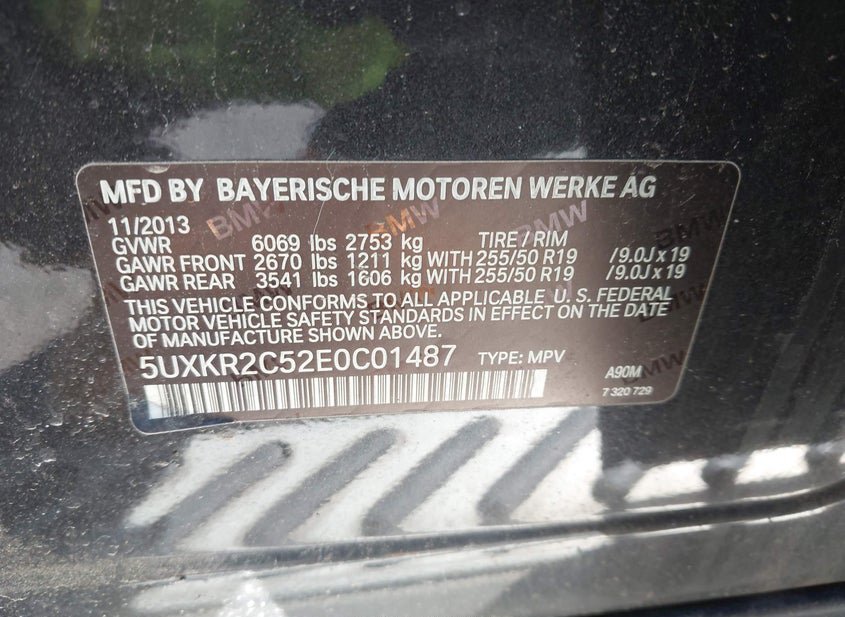 MFD BY BAYERISCHE MOTOREN WERKE AG
11/2013
GVWR 6069 lbs 2753 kg TIRE / RIM
GAWR FRONT 2670 lbs 1211 kg WITH 255/50 R19 /9.0J x 19
GAWR REAR 3541 lbs 1606 kg WITH 255/50 R19 /9.0J x 19
THIS VEHICLE CONFORMS TO ALL APPLICABLE U. S. FEDERAL
MOTOR VEHICLE SAFETY STANDARDS IN EFFECT ON THE DATE
OF MANUFACTURE SHOWN ABOVE.
5UXKR2C52E0C01487 TYPE: MPV A90M
7 320 729
BMW BMW BMW